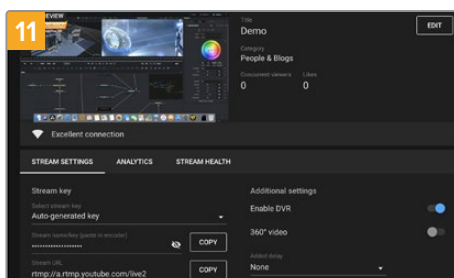 11
PREVIEW
Title
Demo
EDIT
Category
People & Blogs
Concurrent viewers Likes
0 0
Excellent connection
STREAM SETTINGS ANALYTICS STREAM HEALTH
Stream key
Additional settings
Select stream key
Auto-generated key
Enable DVR
Stream name/key (paste in encoder)
COPY
360° video
Stream URL
rtmp://a.rtmp.youtube.com/live2
COPY
Added delay
None